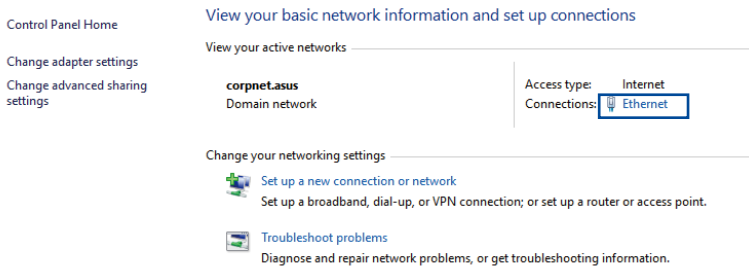 Control Panel Home
Change adapter settings
Change advanced sharing
settings
View your basic network information and set up connections
View your active networks
corpnet.asus
Domain network
Access type: Internet
Connections: Ethernet
Change your networking settings
Set up a new connection or network
Set up a broadband, dial-up, or VPN connection; or set up a router or access point.
Troubleshoot problems
Diagnose and repair network problems, or get troubleshooting information.